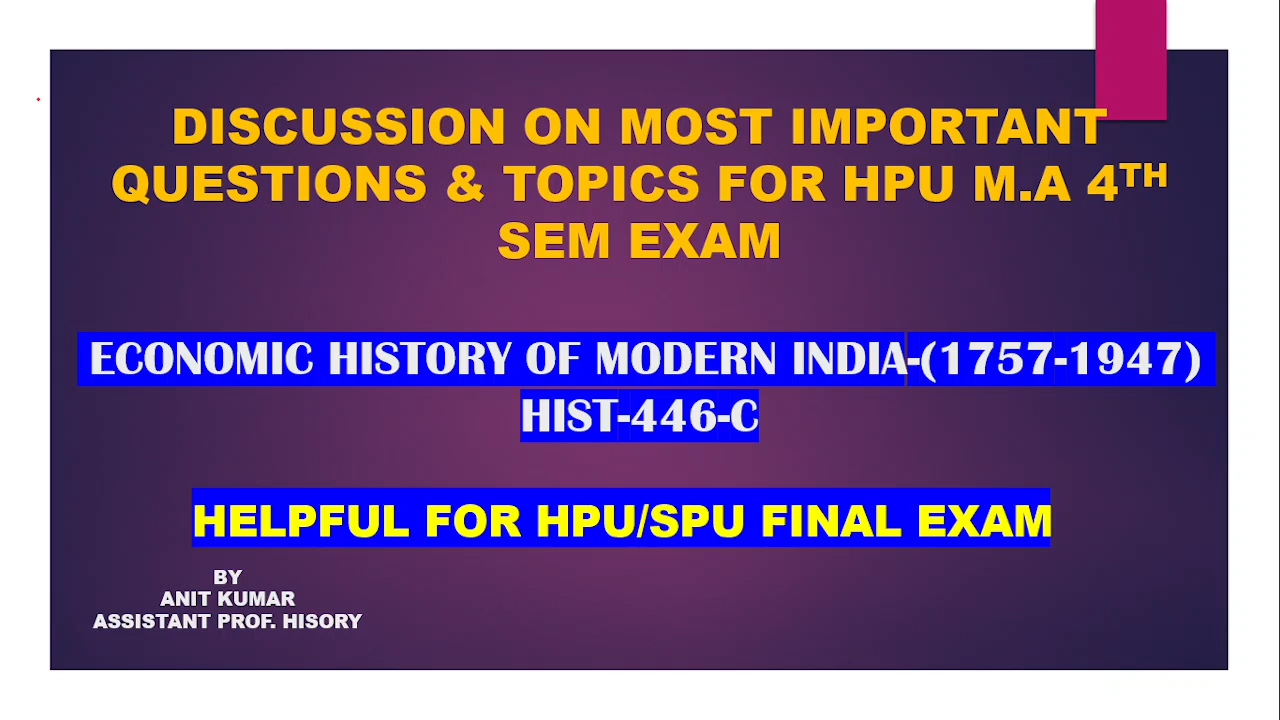 DISCUSSION ON MOST IMPORTANT
QUESTIONS & TOPICS FOR HPU M.A 4TH
SEM EXAM
ECONOMIC HISTORY OF MODERN INDIA-(1757-1947)
HIST-446-C
HELPFUL FOR HPU/SPU FINAL EXAM
BY
ANIT KUMAR
ASSISTANT PROF. HISORY